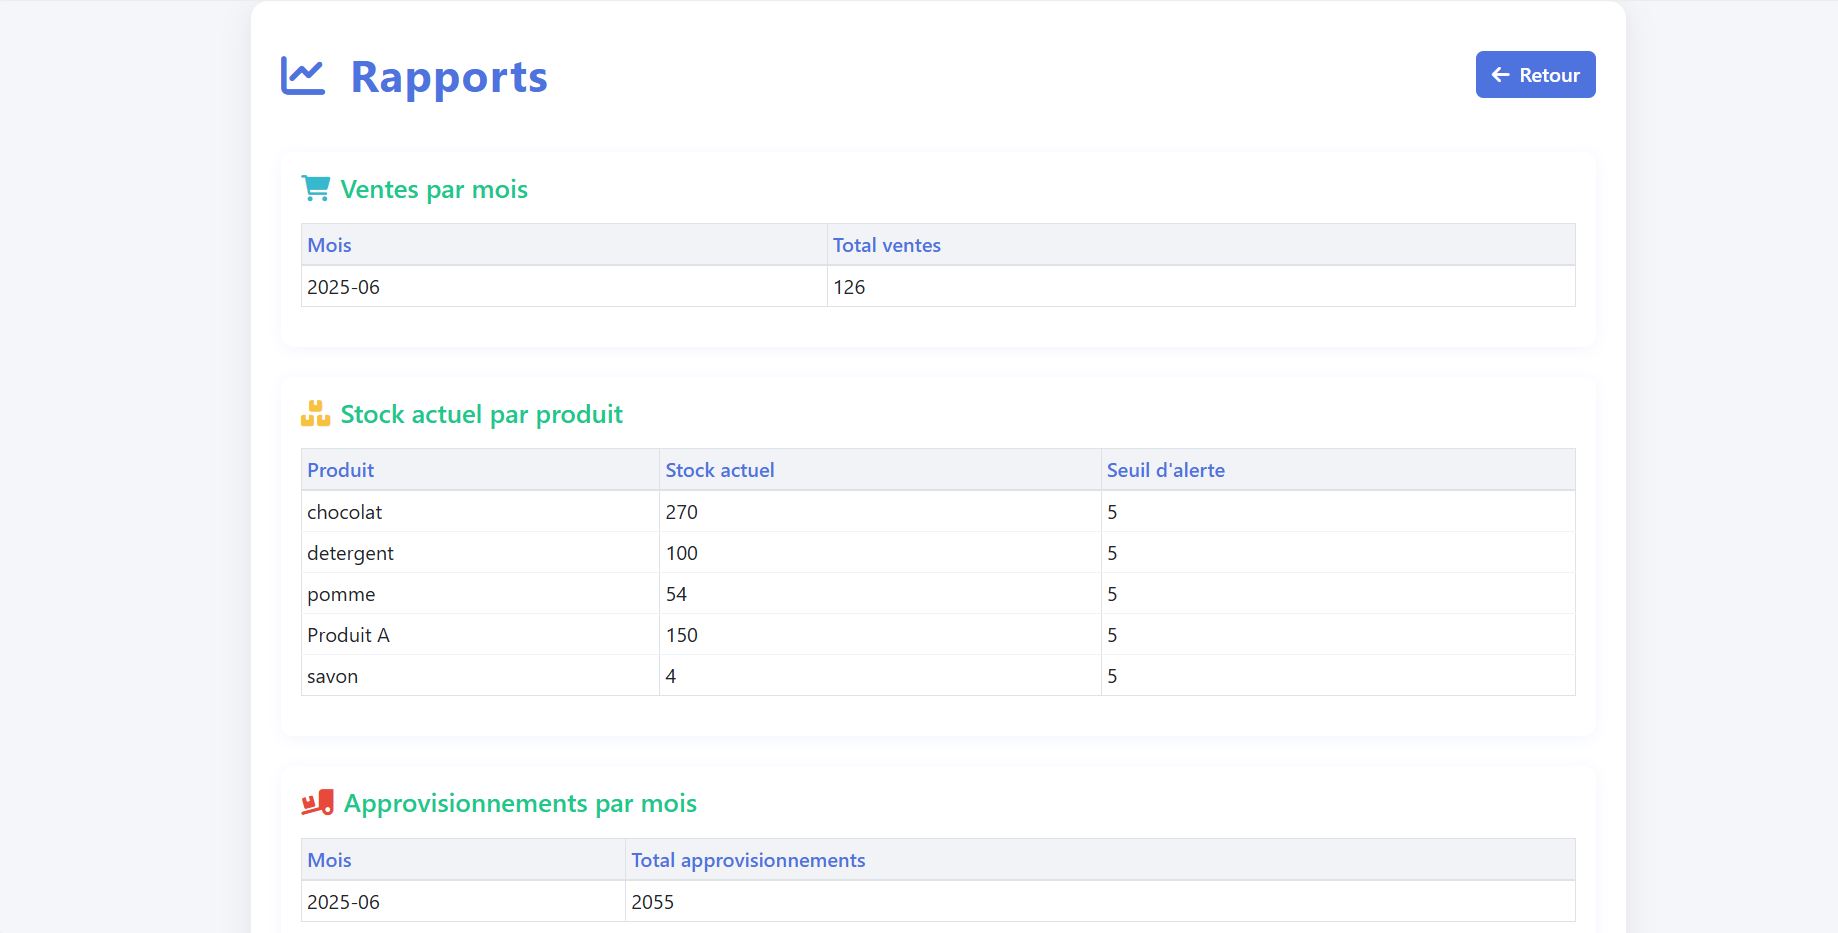 Rapports
Retour
Ventes par mois
Mois Total ventes
2025-06 126
Stock actuel par produit
Produit Stock actuel Seuil d'alerte
chocolat 270 5
detergent 100 5
pomme 54 5
Produit A 150 5
savon 4 5
Approvisionnements par mois
Mois Total approvisionnements
2025-06 2055